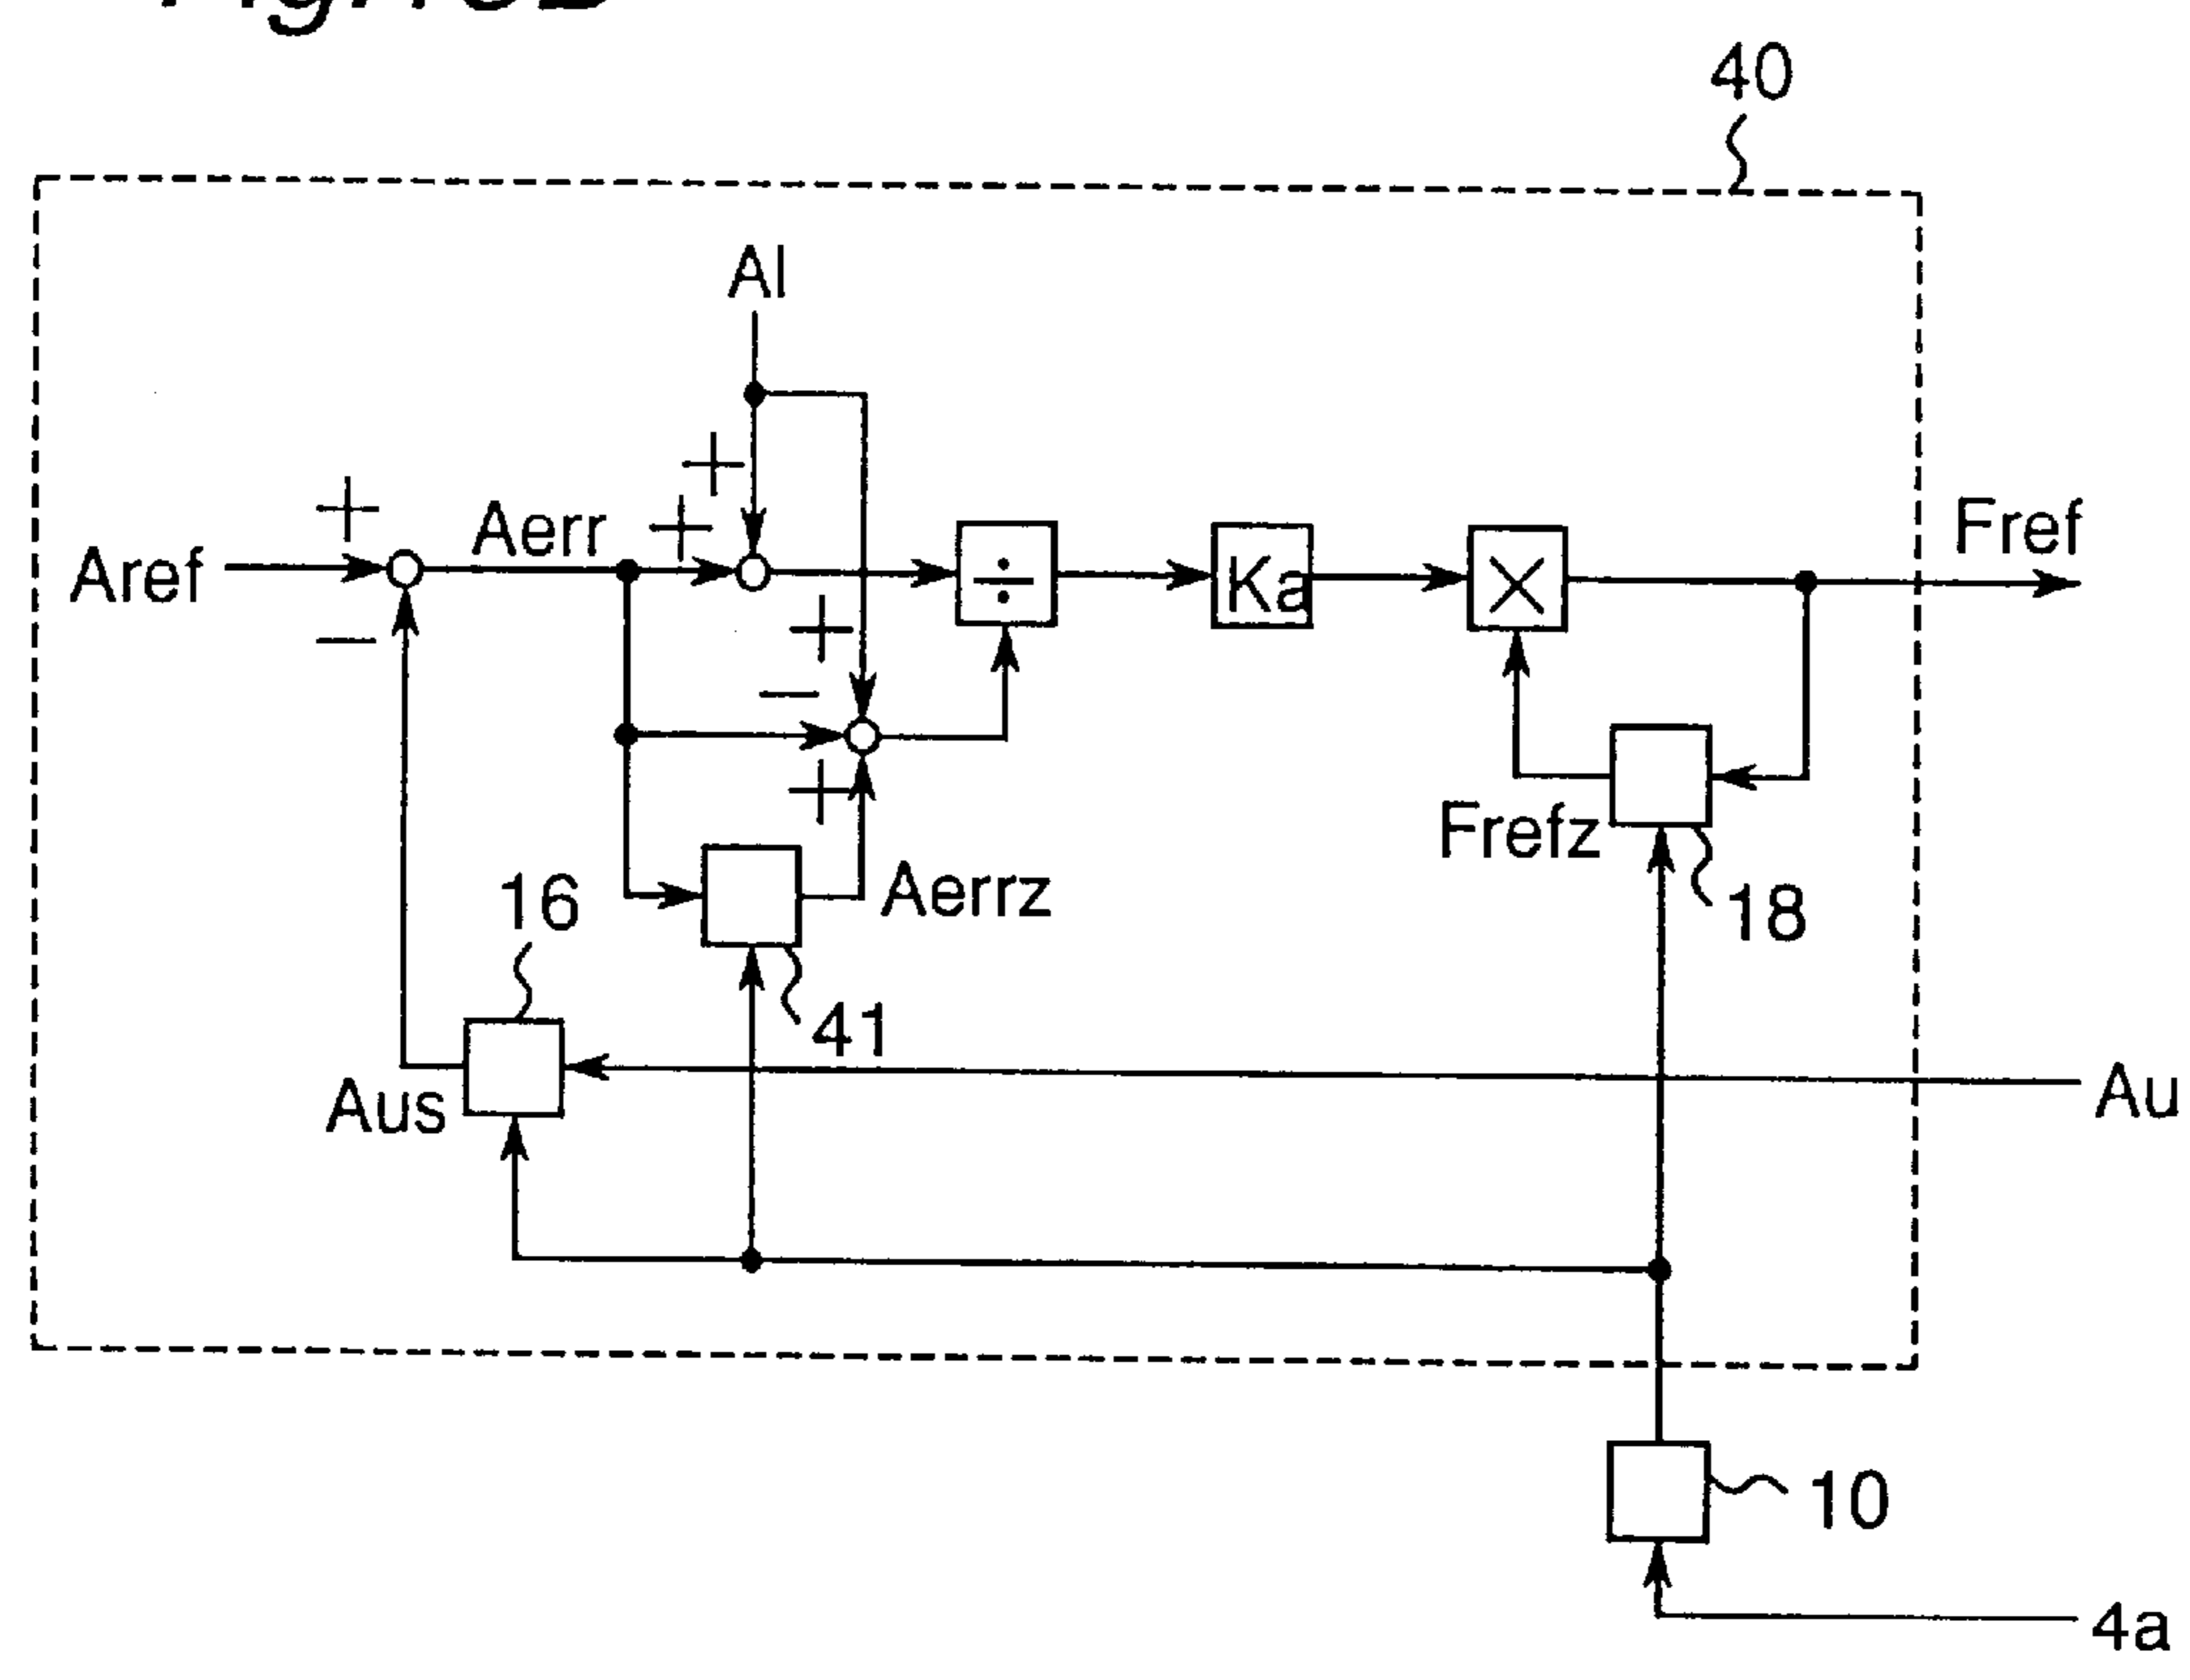 40
Al
Aref
+
−
Aerr
+
+
÷
Ka
×
Fref
+
−
+
Frefz
18
Aerrz
16
41
Aus
Au
10
4a